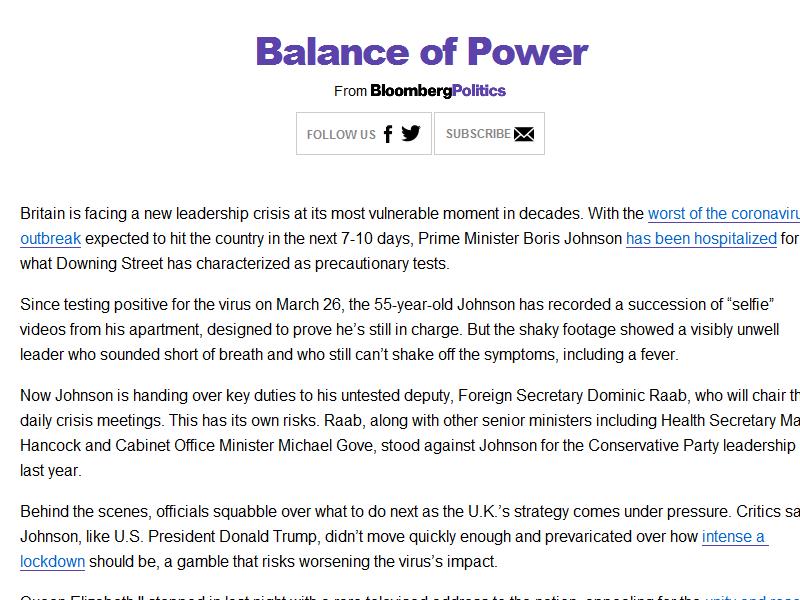 Balance of Power
From BloombergPolitics
FOLLOW US SUBSCRIBE
Britain is facing a new leadership crisis at its most vulnerable moment in decades. With the worst of the
outbreak expected to hit the country in the next 7-10 days, Prime Minister Boris Johnson has been hospitalized for
what Downing Street has characterized as precautionary tests.
Since testing positive for the virus on March 26, the 55-year-old Johnson has recorded a succession of “selfie”
videos from his apartment, designed to prove he’s still in charge. But the shaky footage showed a visibly unwell
leader who sounded short of breath and who still can’t shake off the symptoms, including a fever.
Now Johnson is handing over key duties to his untested deputy, Foreign Secretary Dominic Raab, who will chair
daily crisis meetings. This has its own risks. Raab, along with other senior ministers including Health Secretary
Hancock and Cabinet Office Minister Michael Gove, stood against Johnson for the Conservative Party leadership
last year.
Behind the scenes, officials squabble over what to do next as the U.K.’s strategy comes under pressure. Critics
Johnson, like U.S. President Donald Trump, didn’t move quickly enough and prevaricated over how intense a
lockdown should be, a gamble that risks worsening the virus’s impact.